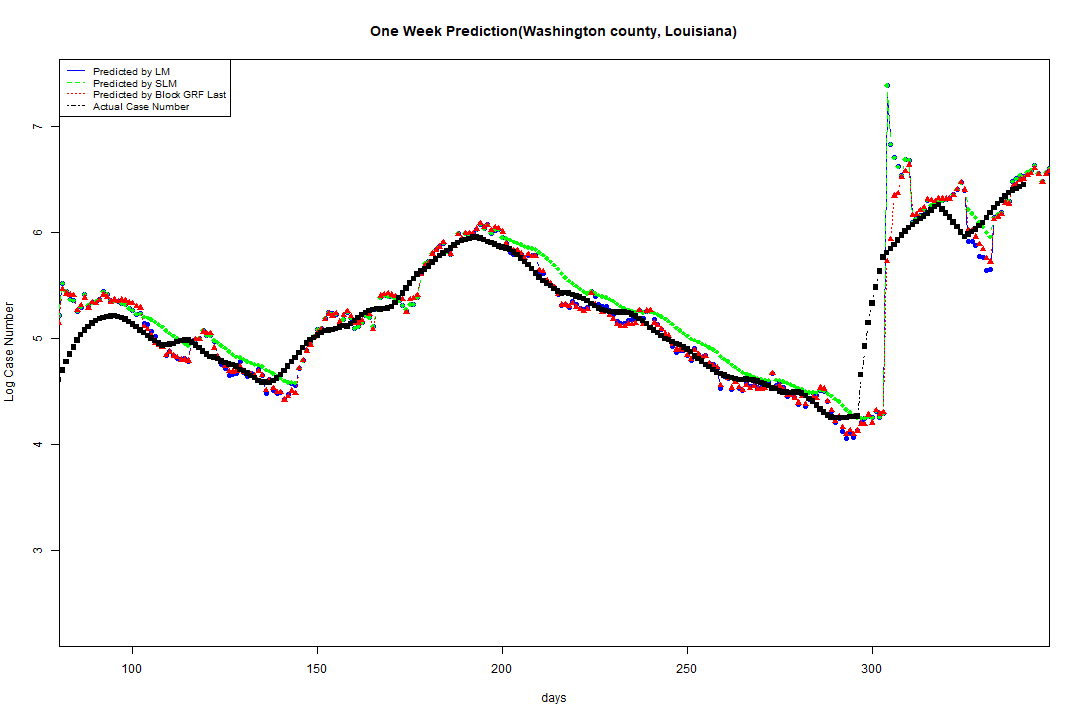 One Week Prediction(Washington county, Louisiana)
Predicted by LM
Predicted by SLM
Predicted by Block GRF Last
Actual Case Number
Log Case Number
7
6
5
4
3
100 150 200 250 300
days